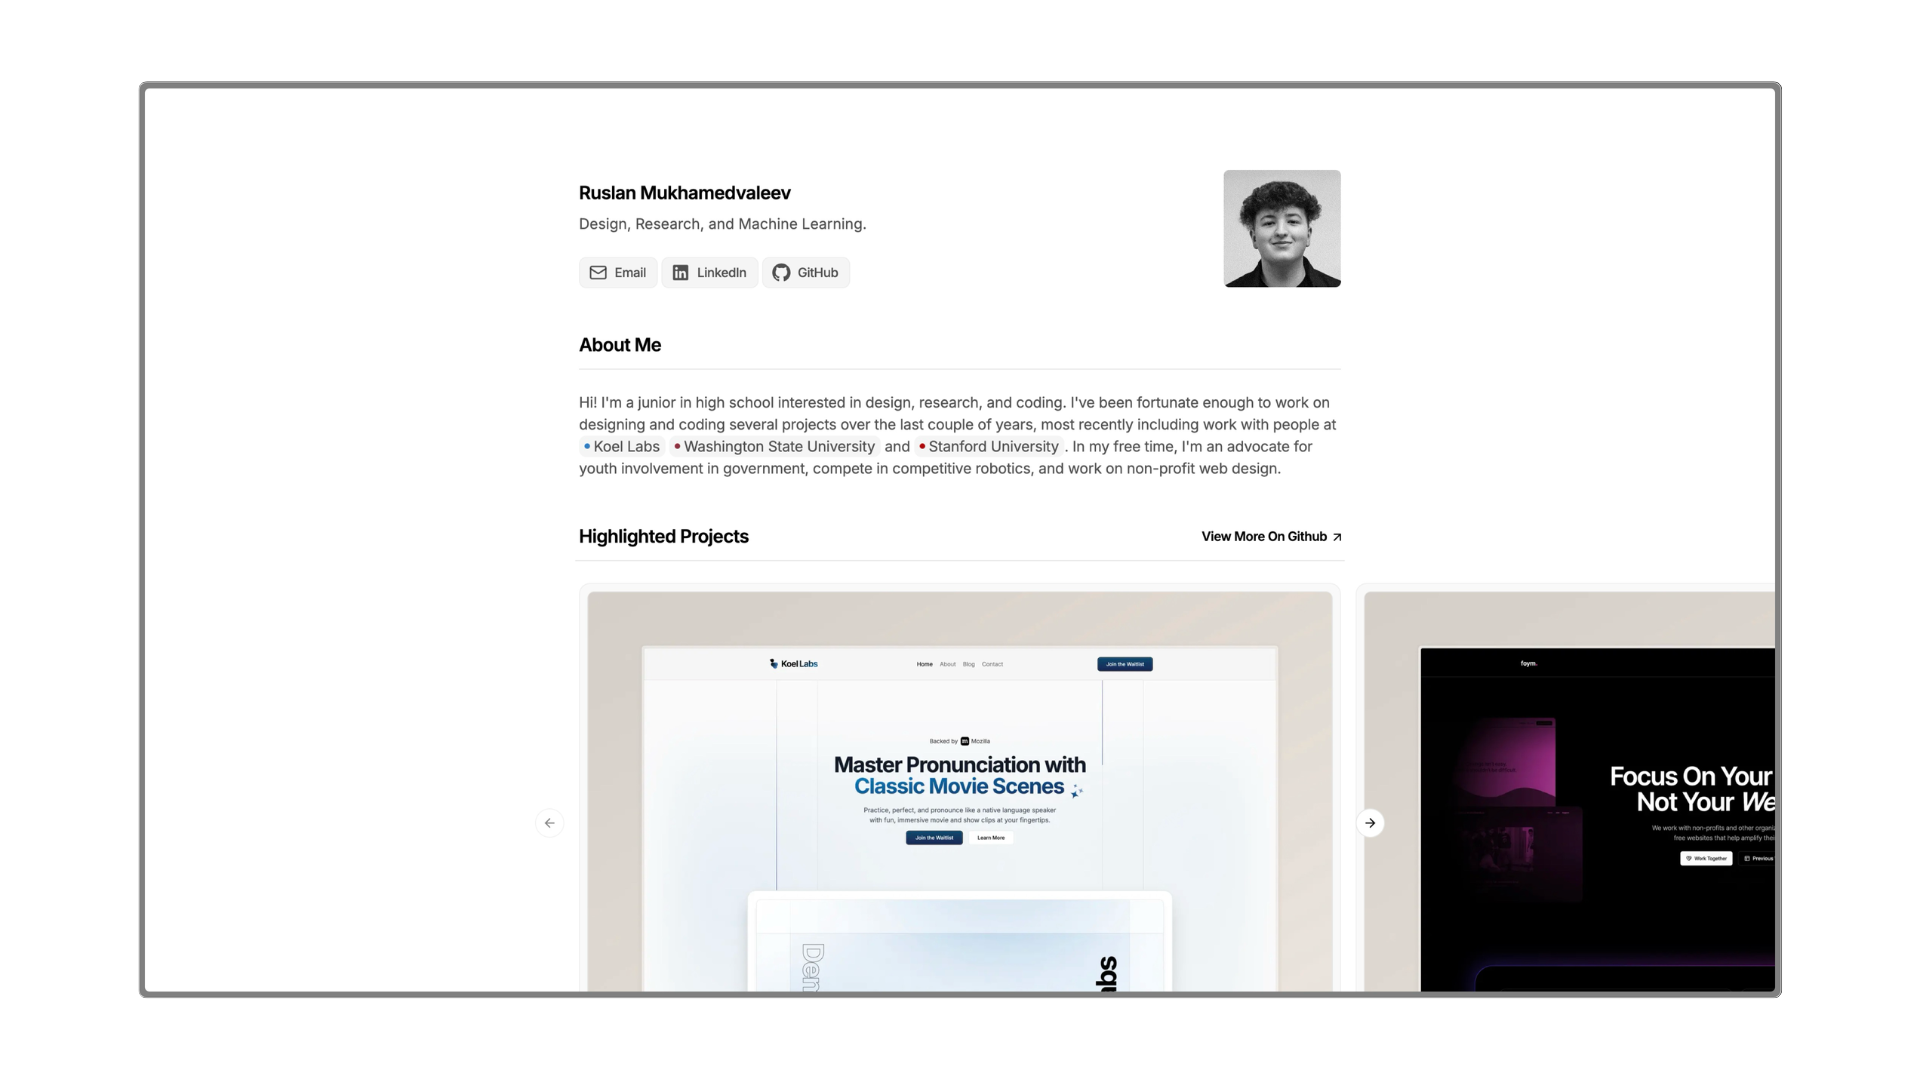 Ruslan Mukhamedvaleev
Design, Research, and Machine Learning.
Email LinkedIn GitHub
About Me
Hi! I'm a junior in high school interested in design, research, and coding. I've been fortunate enough to work on
designing and coding several projects over the last couple of years, most recently including work with people at
Koel Labs Washington State University and Stanford University . In my free time, I'm an advocate for
youth involvement in government, compete in competitive robotics, and work on non-profit web design.
Highlighted Projects
View More On Github
Koel Labs
Home About Blog Contact
Join the Waitlist
Backed by Mozilla
Master Pronunciation with
Classic Movie Scenes
Practice, perfect, and pronounce like a native language speaker
with fun, immersive movie and show clips at your fingertips.
Join the Waitlist Learn More
Den
abs
foym.
Focus On Your
Not Your We
We work with non-profits and other organiz
free websites that help amplify thei
Work Together Previous